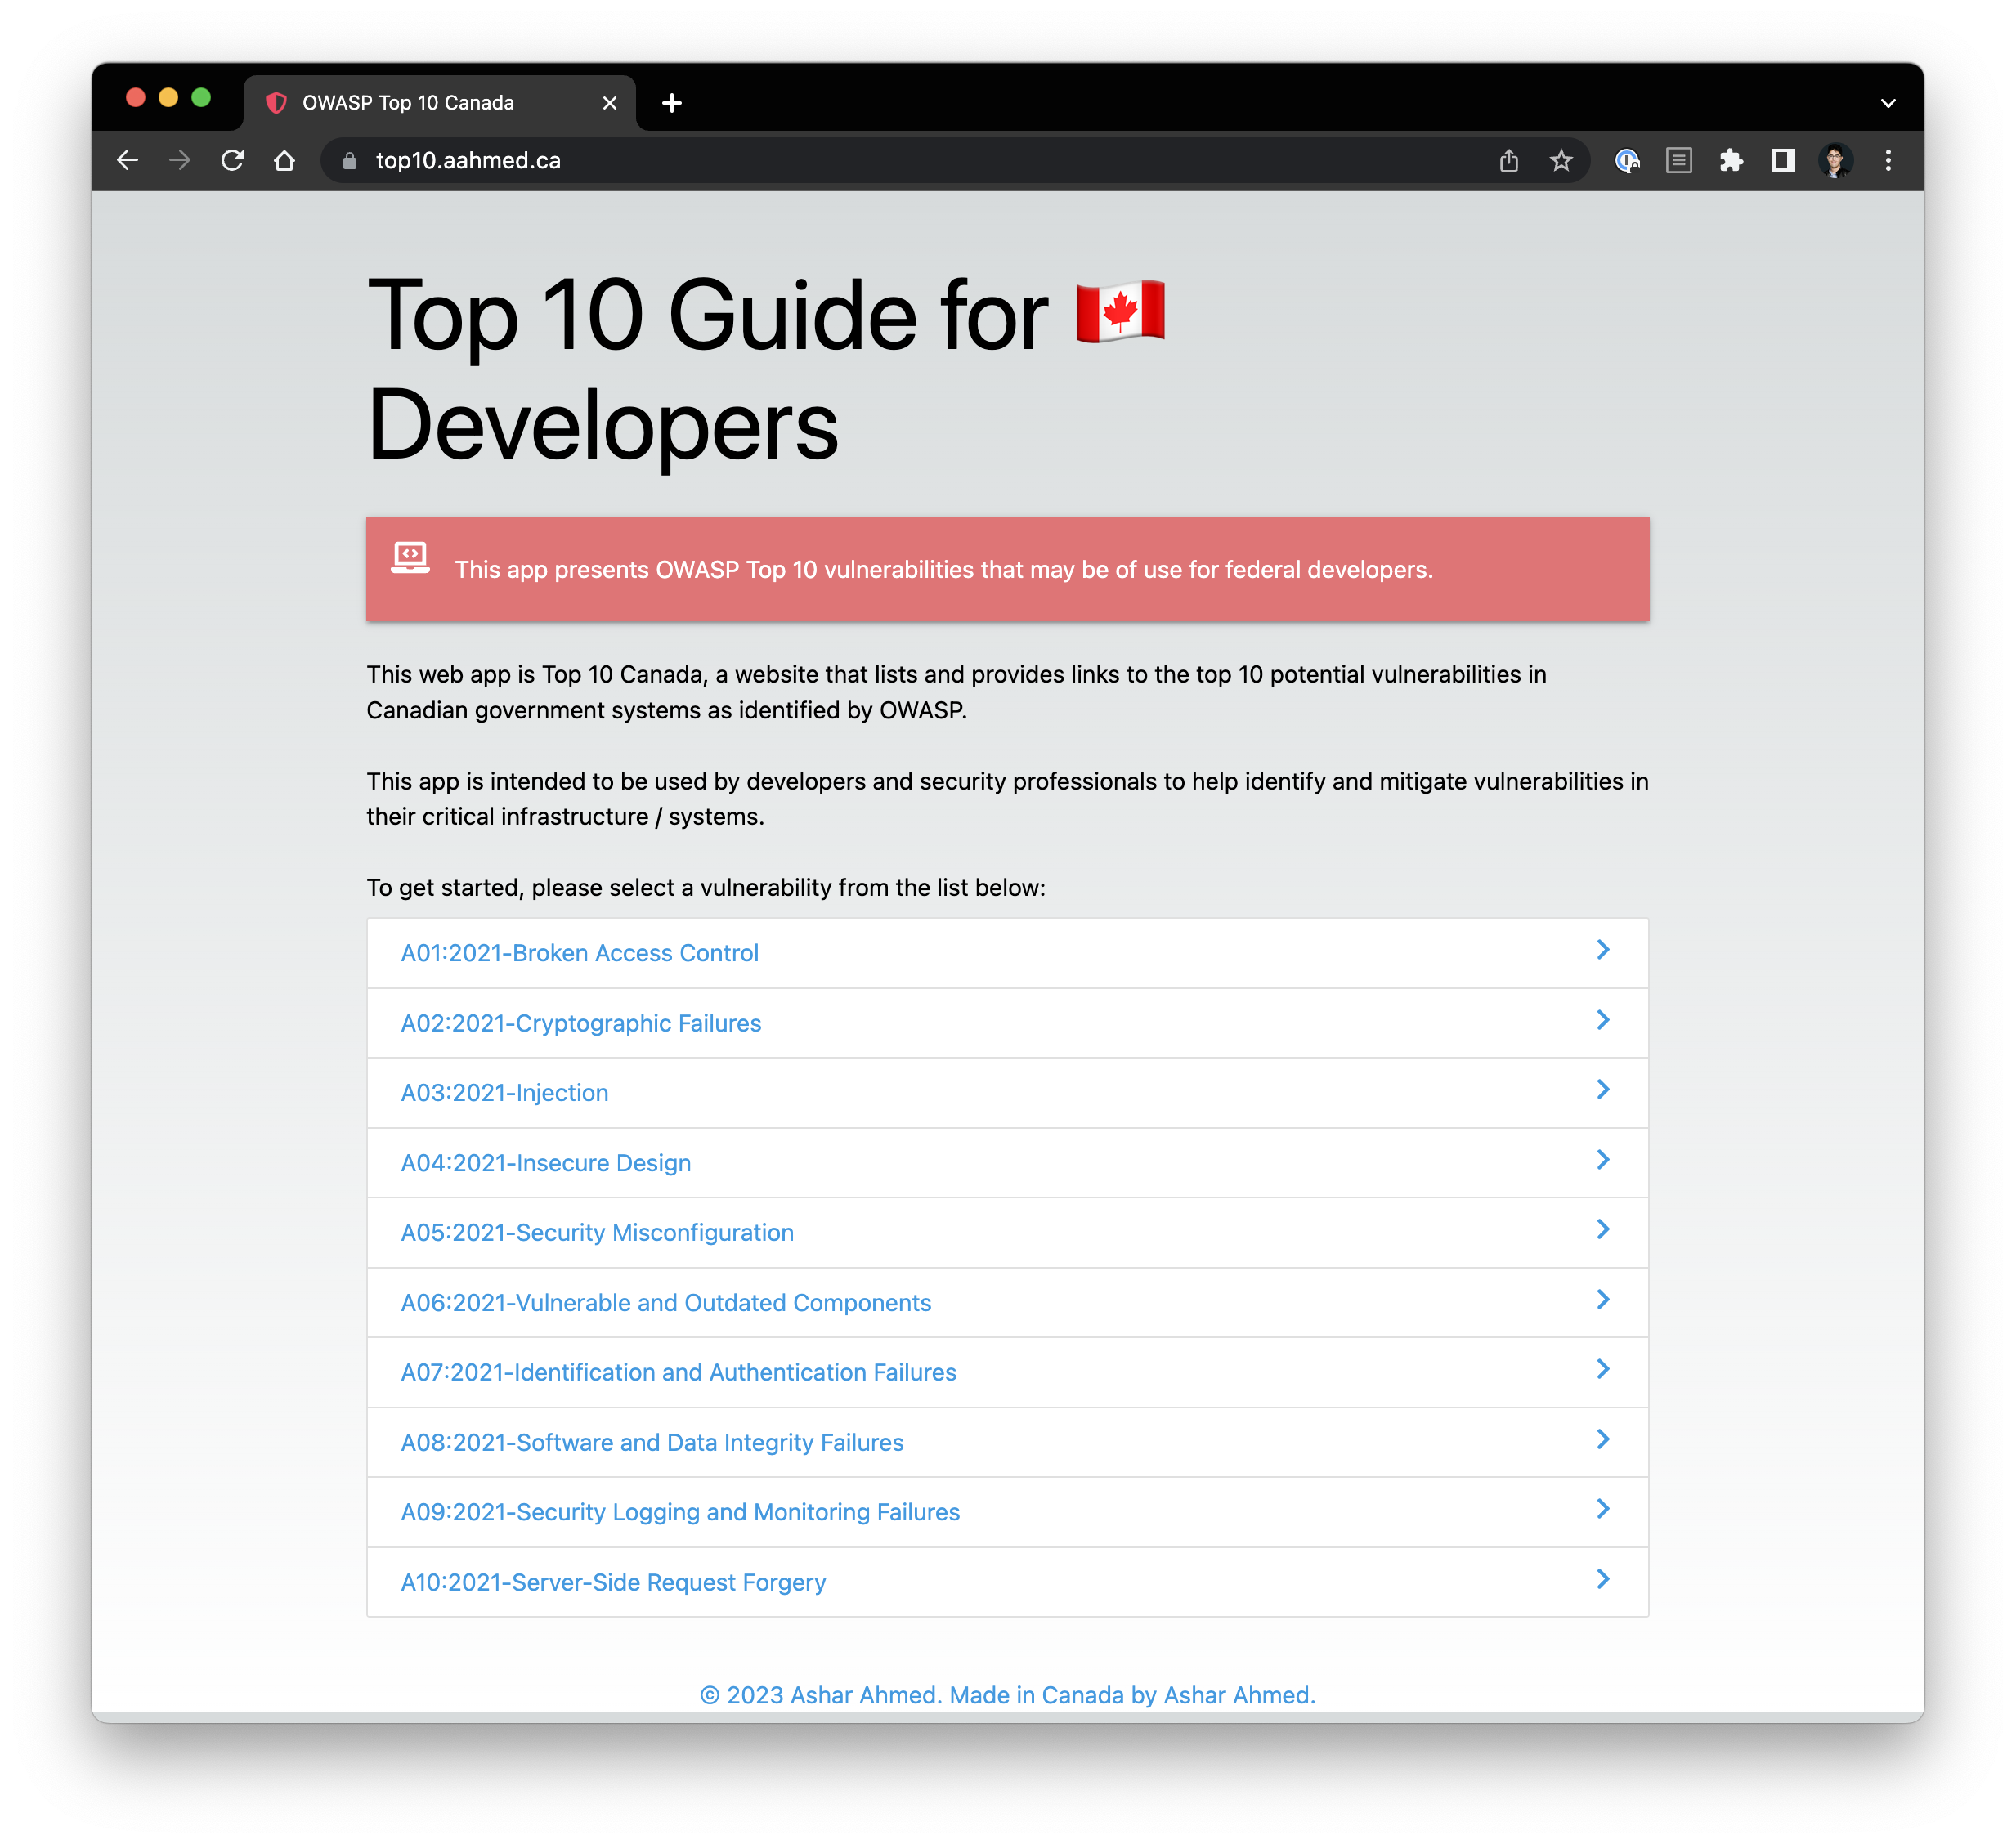 OWASP Top 10 Canada
top10.aahmed.ca
Top 10 Guide for 🇨🇦
Developers
This app presents OWASP Top 10 vulnerabilities that may be of use for federal developers.
This web app is Top 10 Canada, a website that lists and provides links to the top 10 potential vulnerabilities in
Canadian government systems as identified by OWASP.
This app is intended to be used by developers and security professionals to help identify and mitigate vulnerabilities in
their critical infrastructure / systems.
To get started, please select a vulnerability from the list below:
A01:2021-Broken Access Control
A02:2021-Cryptographic Failures
A03:2021-Injection
A04:2021-Insecure Design
A05:2021-Security Misconfiguration
A06:2021-Vulnerable and Outdated Components
A07:2021-Identification and Authentication Failures
A08:2021-Software and Data Integrity Failures
A09:2021-Security Logging and Monitoring Failures
A10:2021-Server-Side Request Forgery
© 2023 Ashar Ahmed. Made in Canada by Ashar Ahmed.